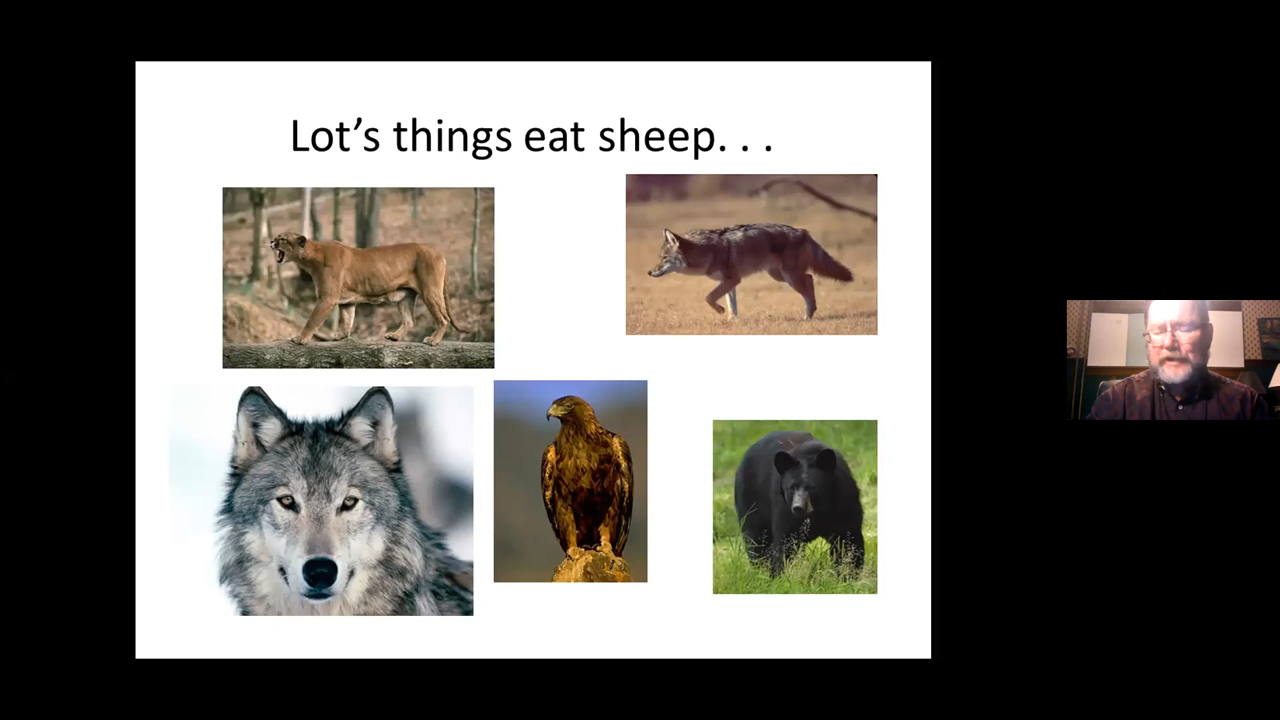 Lot’s things eat sheep. . .